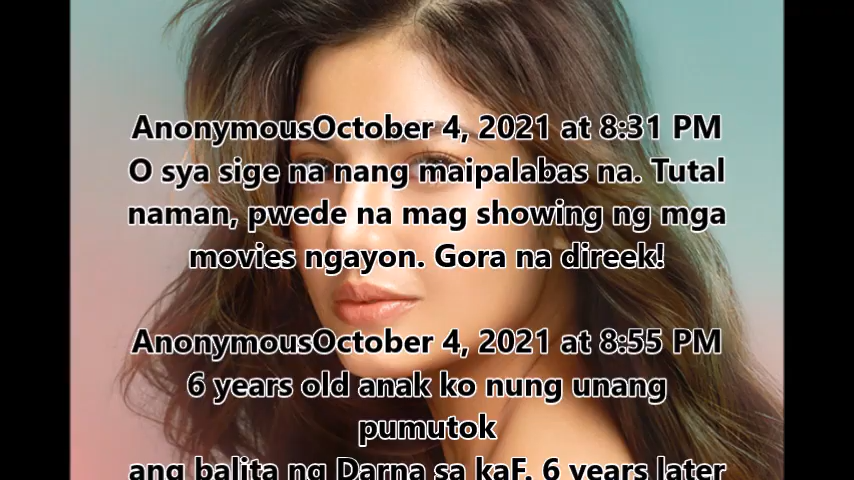 AnonymousOctober 4, 2021 at 8:31 PM
O sya sige na nang maipalabas na. Tutal
naman, pwede na mag showing ng mga
movies ngayon. Gora na direek!
AnonymousOctober 4, 2021 at 8:55 PM
6 years old anak ko nung unang
pumutok
ang balita ng Darna sa kaF. 6 years later